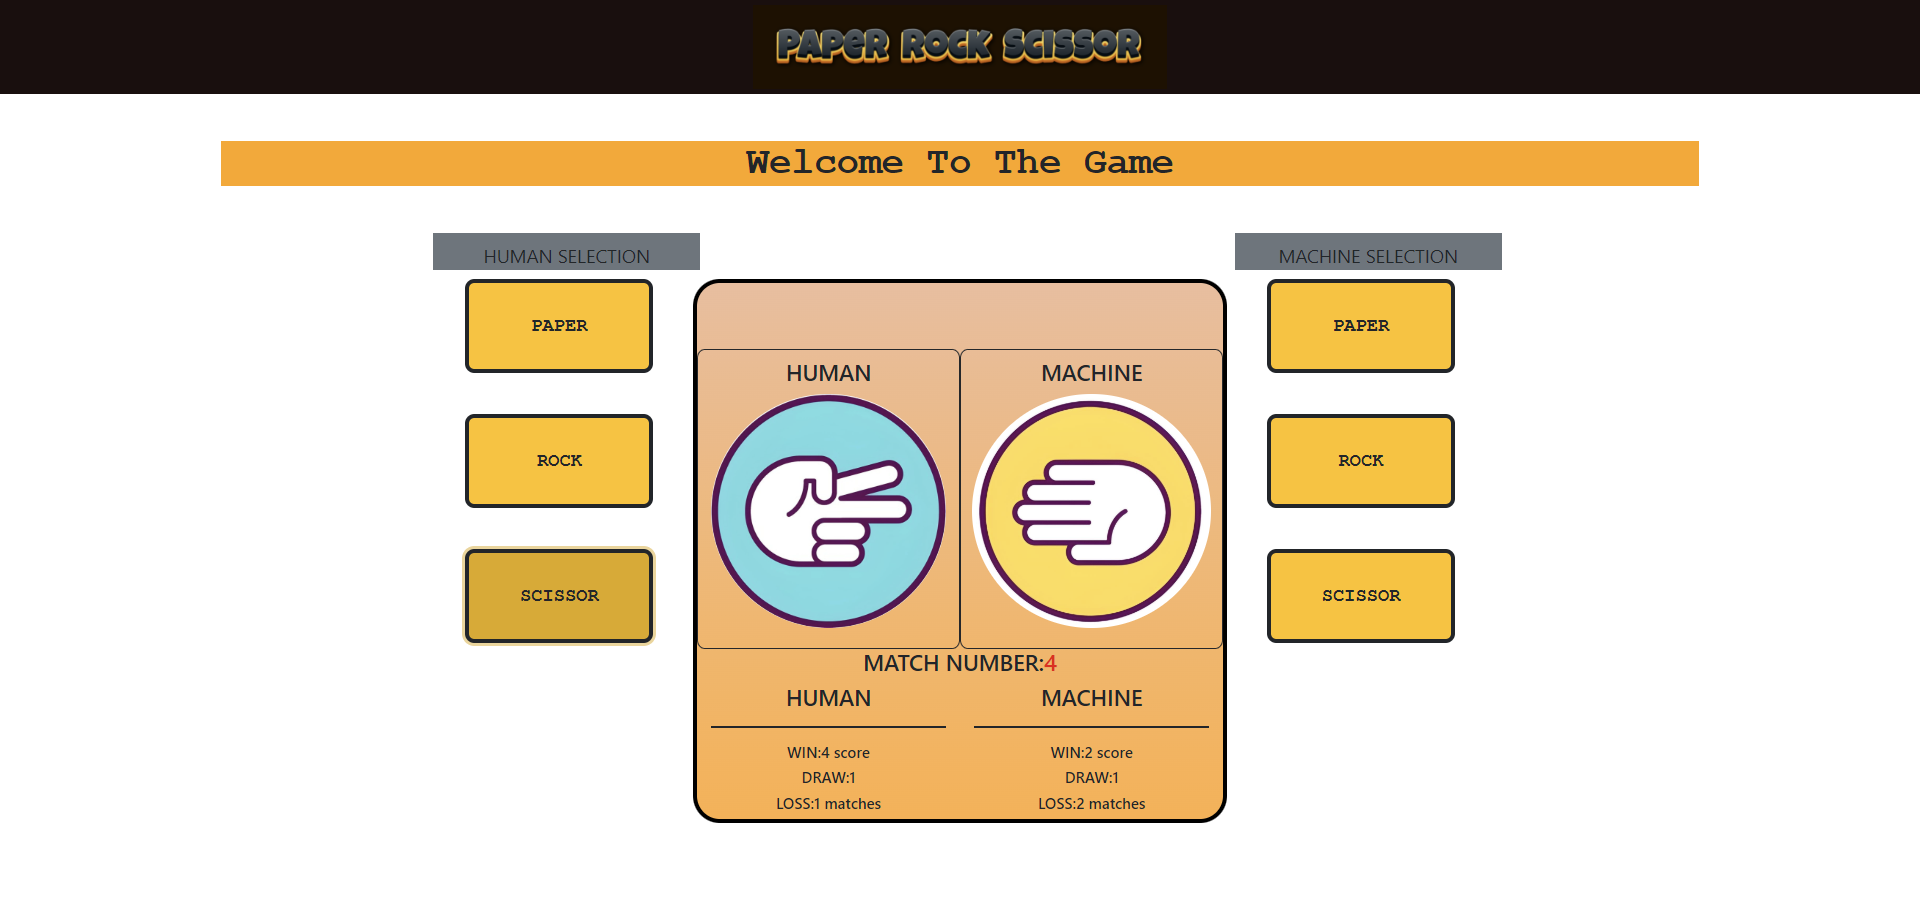 PAPER ROCK SCISSOR
Welcome To The Game
HUMAN SELECTION
PAPER
ROCK
SCISSOR
HUMAN
MACHINE
MATCH NUMBER:4
HUMAN
WIN:4 score
DRAW:1
LOSS:1 matches
MACHINE
WIN:2 score
DRAW:1
LOSS:2 matches
MACHINE SELECTION
PAPER
ROCK
SCISSOR